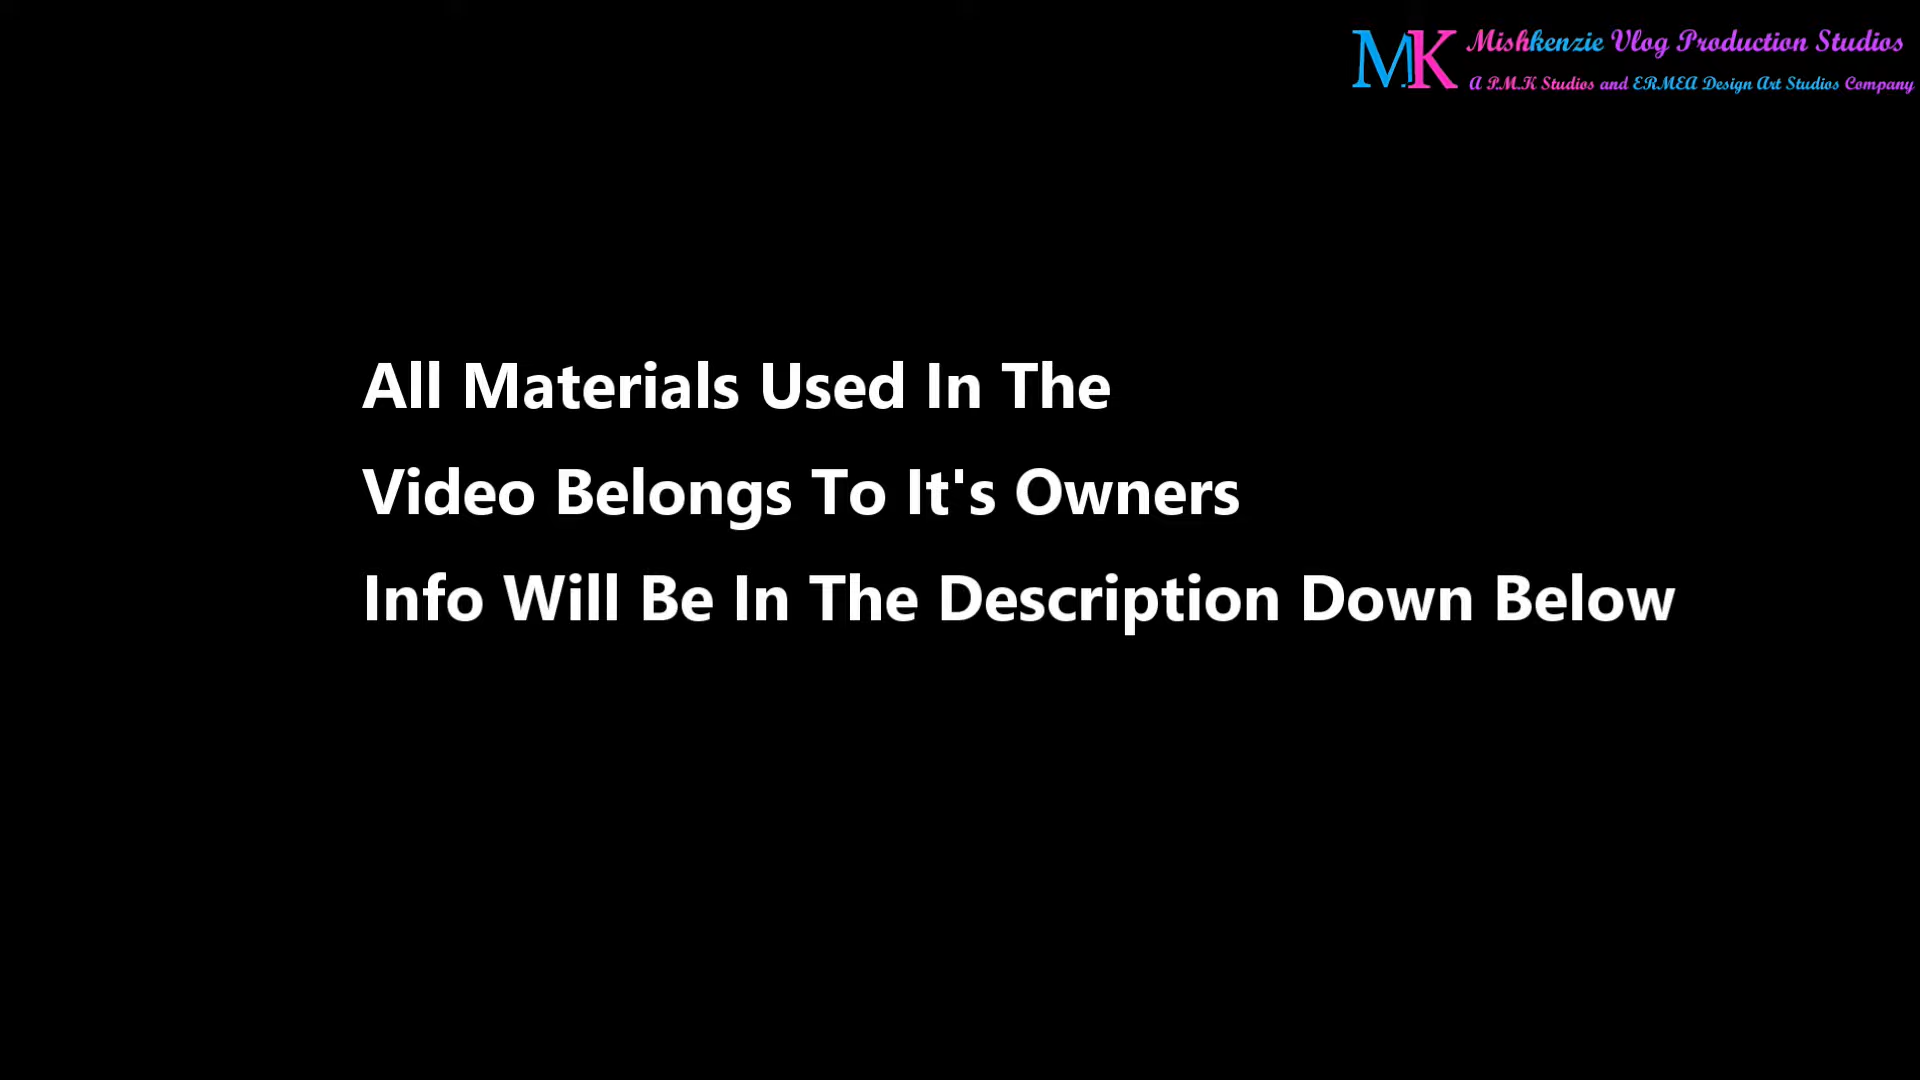 MK Mishkenzie Vlog Production Studios
A P.M.K Studios and ERMEA Design Art Studios Company
All Materials Used In The
Video Belongs To It's Owners
Info Will Be In The Description Down Below